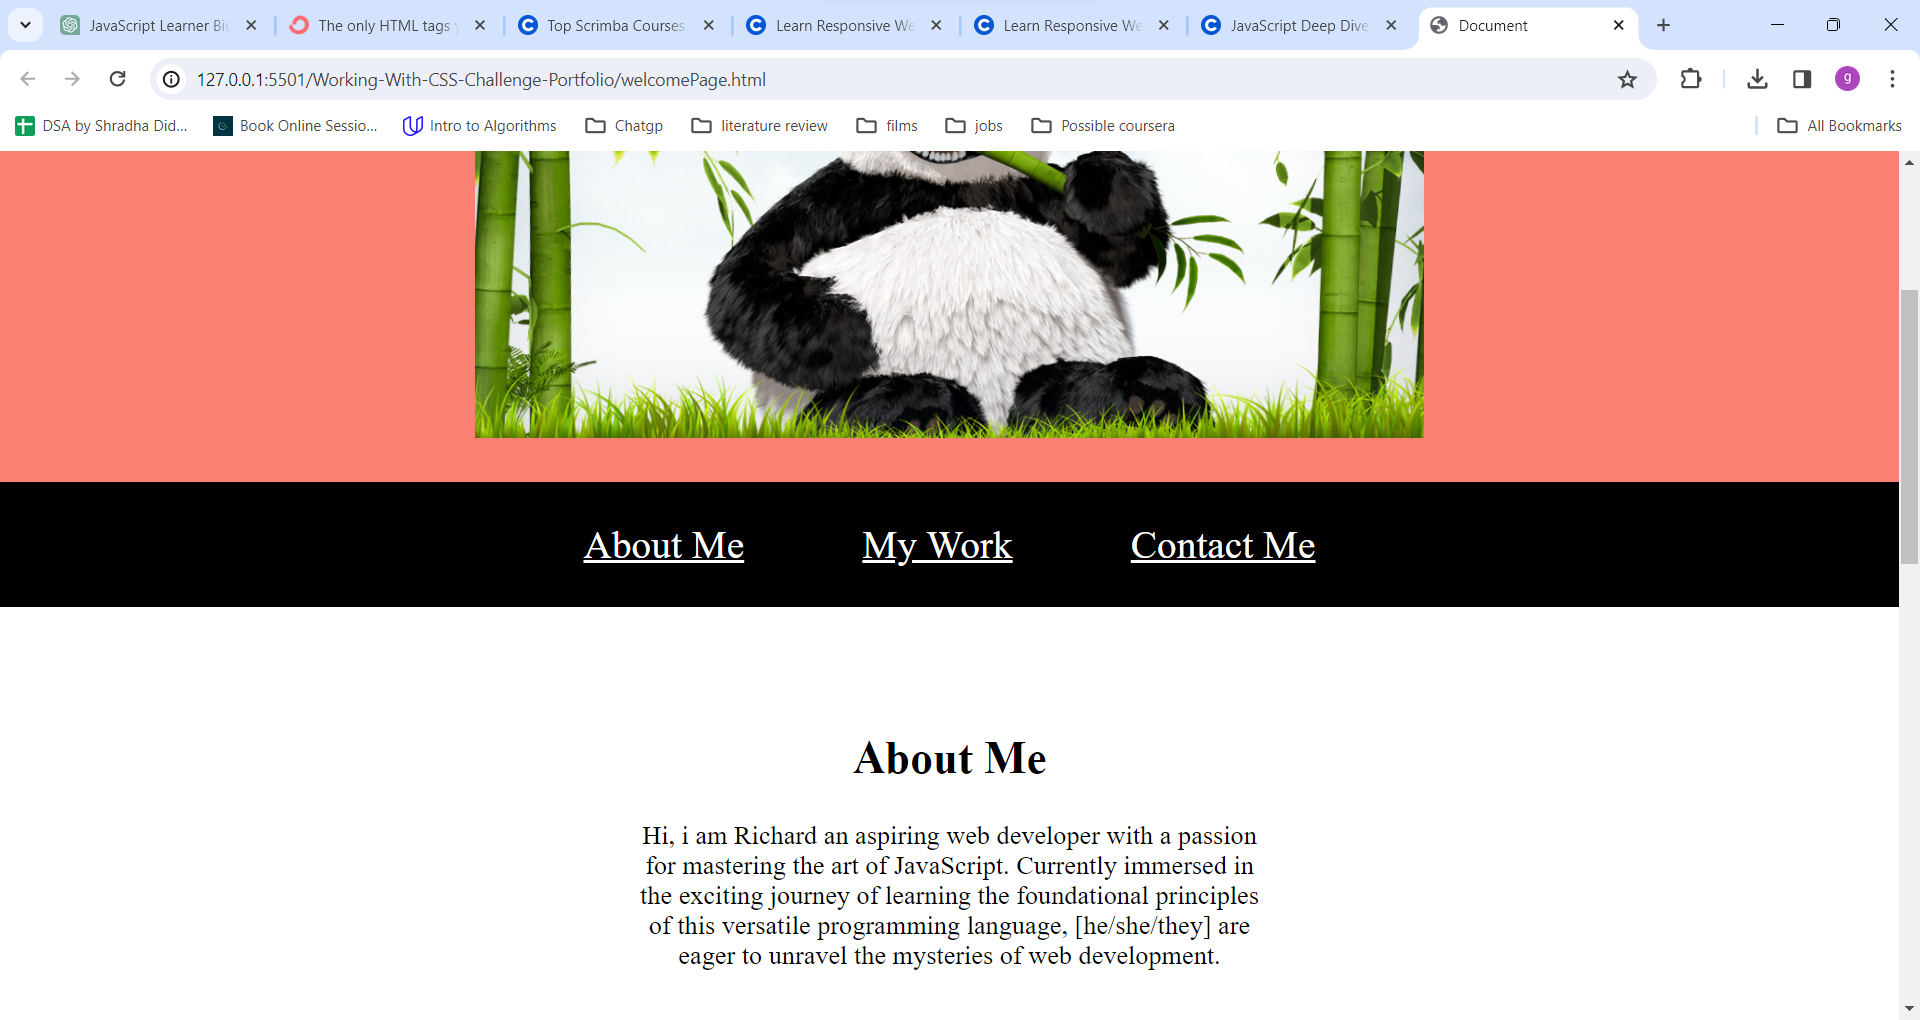 JavaScript Learner Bi
The only HTML tags
Top Scrimba Courses
Learn Responsive We
Learn Responsive We
JavaScript Deep Dive
Document
127.0.0.1:5501/Working-With-CSS-Challenge-Portfolio/welcomePage.html
g
DSA by Shradha Did...
Book Online Sessio...
Intro to Algorithms
Chatgp
literature review
films
jobs
Possible coursera
All Bookmarks
About Me
My Work
Contact Me
About Me
Hi, i am Richard an aspiring web developer with a passion
for mastering the art of JavaScript. Currently immersed in
the exciting journey of learning the foundational principles
of this versatile programming language, [he/she/they] are
eager to unravel the mysteries of web development.